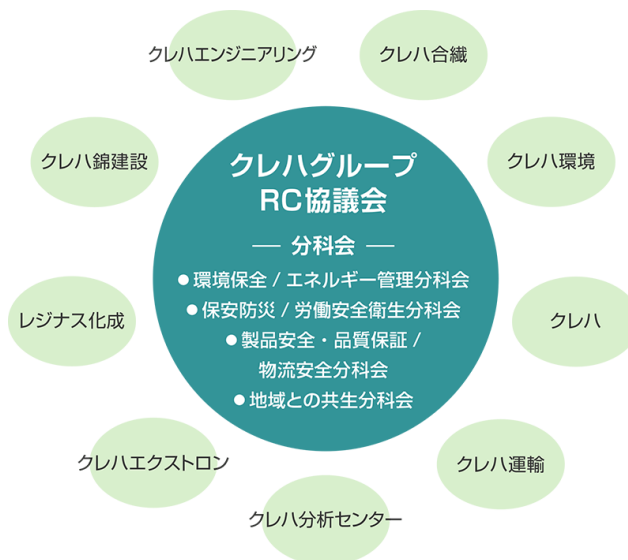 クレハエンジニアリング
クレハ合繊
クレハ錦建設
クレハ環境
クレハグループ
RC協議会
分科会
● 環境保全 / エネルギー管理分科会
● 保安防災 / 労働安全衛生分科会
● 製品安全・品質保証 /
物流安全分科会
● 地域との共生分科会
レジナス化成
クレハ
クレハエクストロン
クレハ運輸
クレハ分析センター